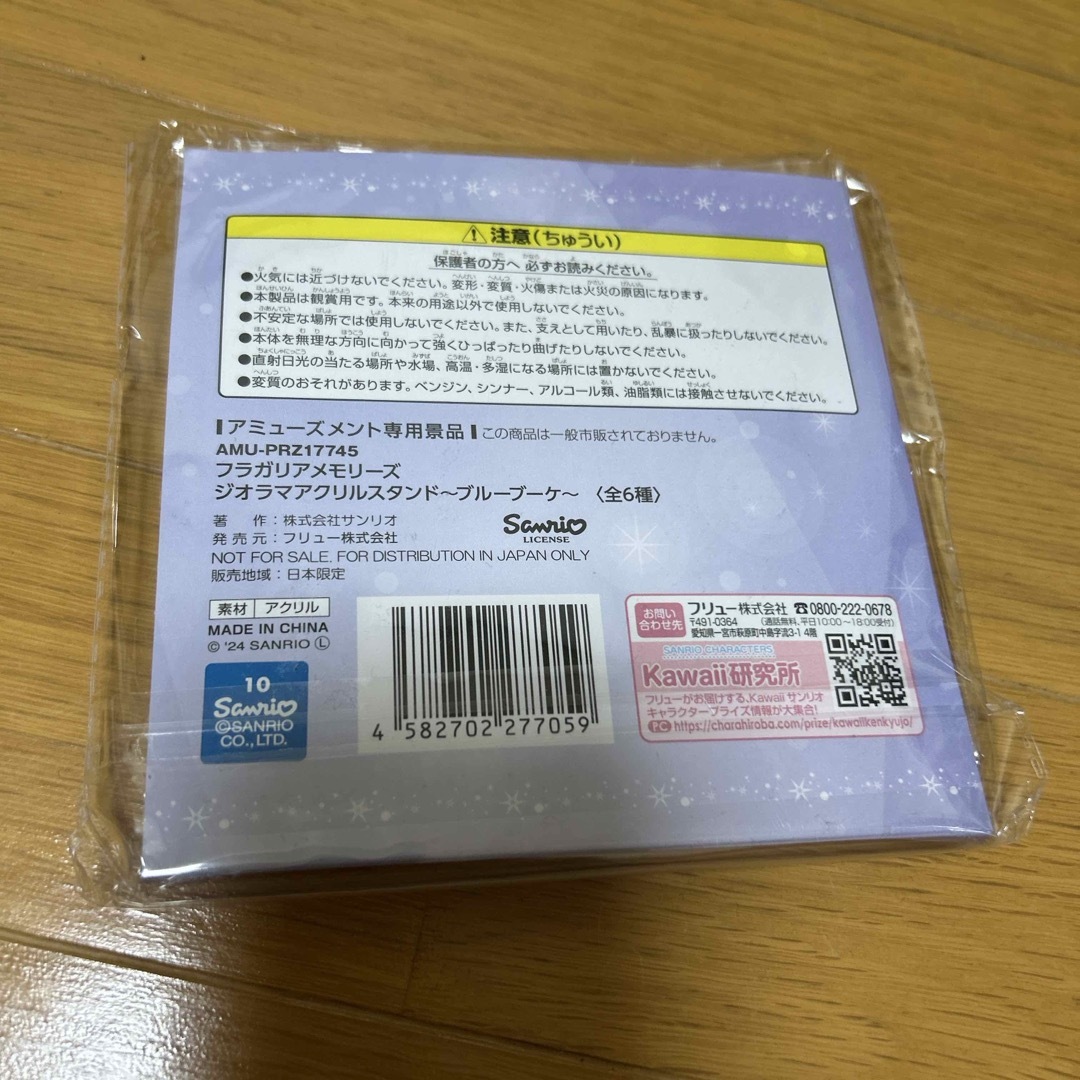 ⚠注意(ちゅうい)
保護者の方へ 必ずお読みください。
●火気には近づけないでください。変形・変質・火傷または火災の原因になります。
●本製品は観賞用です。本来の用途以外で使用しないでください。
●不安定な場所では使用しないでください。また、支えとして用いたり、乱暴に扱ったりしないでください。
●本体を無理な方向に向かって強くひっぱったり曲げたりしないでください。
●直射日光の当たる場所や水場、高温・多湿になる場所には置かないでください。
●変質のおそれがあります。ベンジン、シンナー、アルコール類、油脂類には接触させないでください。
アミューズメント専用景品 この商品は一般市販されておりません。
AMU-PRZ17745
フラガリアメモリーズ
ジオラマアクリルスタンド～ブルーブーケ～ 〈全6種〉
著 作：株式会社サンリオ
発 売 元：フリュー株式会社
Sanrio
LICENSE
NOT FOR SALE. FOR DISTRIBUTION IN JAPAN ONLY
販売地域：日本限定
素材 アクリル
MADE IN CHINA
© '24 SANRIO Ⓛ
10
Sanrio
©SANRIO
CO., LTD.
4 582702 277059
お問い
合わせ先
フリュー株式会社 ☎0800-222-0678
〒491-0364 (通話無料、平日10:00～18:00受付)
愛知県一宮市萩原町中島字流3-1 4階
SANRIO CHARACTERS
Kawaii研究所
フリューがお届けする、Kawaii サンリオ
キャラクタープライズ情報が大集合!
PC https://charahiroba.com/prize/kawaiikenkyujo/